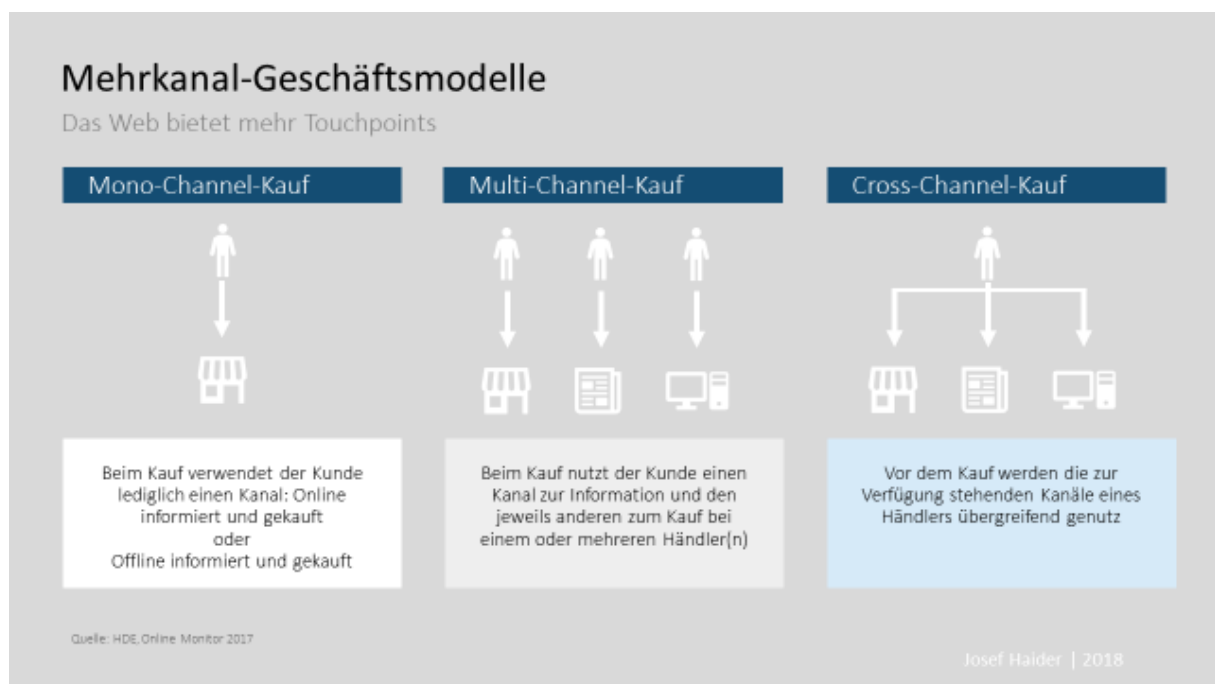 Mehrkanal-Geschäftsmodelle
Das Web bietet mehr Touchpoints
Mono-Channel-Kauf
Beim Kauf verwendet der Kunde
lediglich einen Kanal: Online
informiert und gekauft
oder
Offline informiert und gekauft
Multi-Channel-Kauf
Beim Kauf nutzt der Kunde einen
Kanal zur Information und den
jeweils anderen zum Kauf bei
einem oder mehreren Händler(n)
Cross-Channel-Kauf
Vor dem Kauf werden die zur
Verfügung stehenden Kanäle eines
Händlers übergreifend genutz
Quelle: HDE, Online Monitor 2017
Josef Haider | 2018